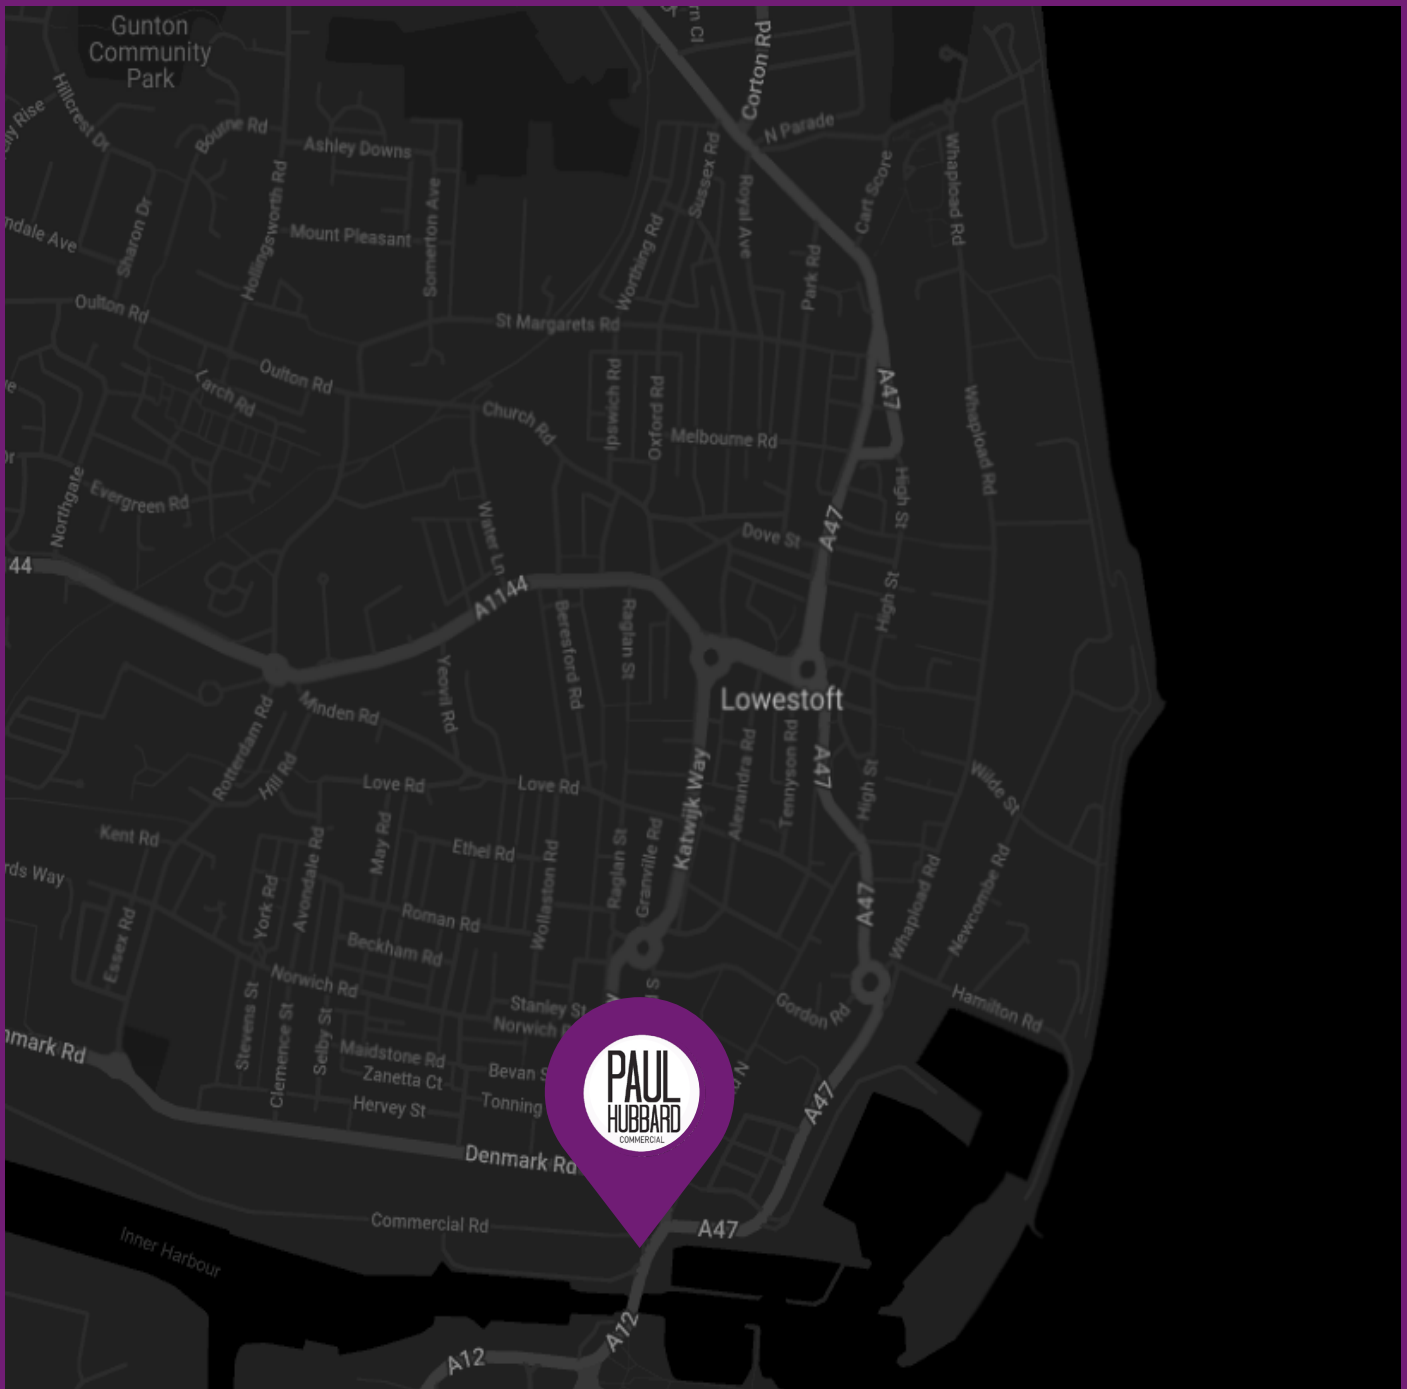 Gunton
Community
Park
Corton Rd
Hillcrest Dr
Bourne Rd
Ashley Downs
N Parade
Sussex Rd
Royal Ave
Cart Score
Whapload Rd
Sharon Dr
Hollingsworth Rd
Mount Pleasant
Somerton Ave
Worthing Rd
Park Rd
Oulton Rd
St Margarets Rd
Oulton Rd
Larch Rd
Church Rd
Ipswich Rd
Oxford Rd
Melbourne Rd
A47
Whapload Rd
Northgate
Evergreen Rd
Water Ln
Dove St
A47
High St
44
A1144
Beresford Rd
Raglan St
High St
Yeovil Rd
Lowestoft
Minden Rd
Rotterdam Rd
Hill Rd
Love Rd
Love Rd
Katwijk Way
Alexandra Rd
Tennyson Rd
A47
High St
Wilde St
Kent Rd
May Rd
Avondale Rd
Ethel Rd
Wollaston Rd
Raglan St
Granville Rd
rds Way
York Rd
Roman Rd
A47
Whapload Rd
Newcombe Rd
Essex Rd
Beckham Rd
Norwich Rd
Stanley St
Gordon Rd
Hamilton Rd
Norwich
Stevens St
Clemence St
Selby St
Maidstone Rd
Zanetta Ct
Bevan S
nmark Rd
Hervey St
Tonning
A47
PAUL
HUBBARD
COMMERCIAL
Denmark Rd
Commercial Rd
A47
Inner Harbour
A12
A12